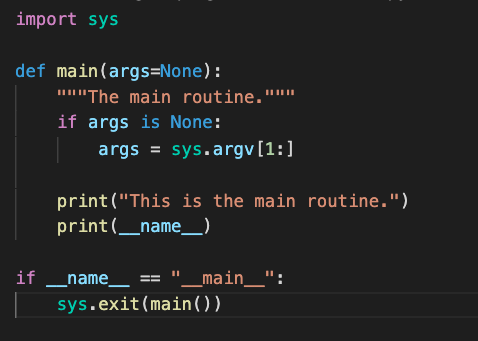 import sys

def main(args=None):
    """The main routine."""
    if args is None:
        args = sys.argv[1:]

    print("This is the main routine.")
    print(__name__)

if __name__ == "__main__":
    sys.exit(main())